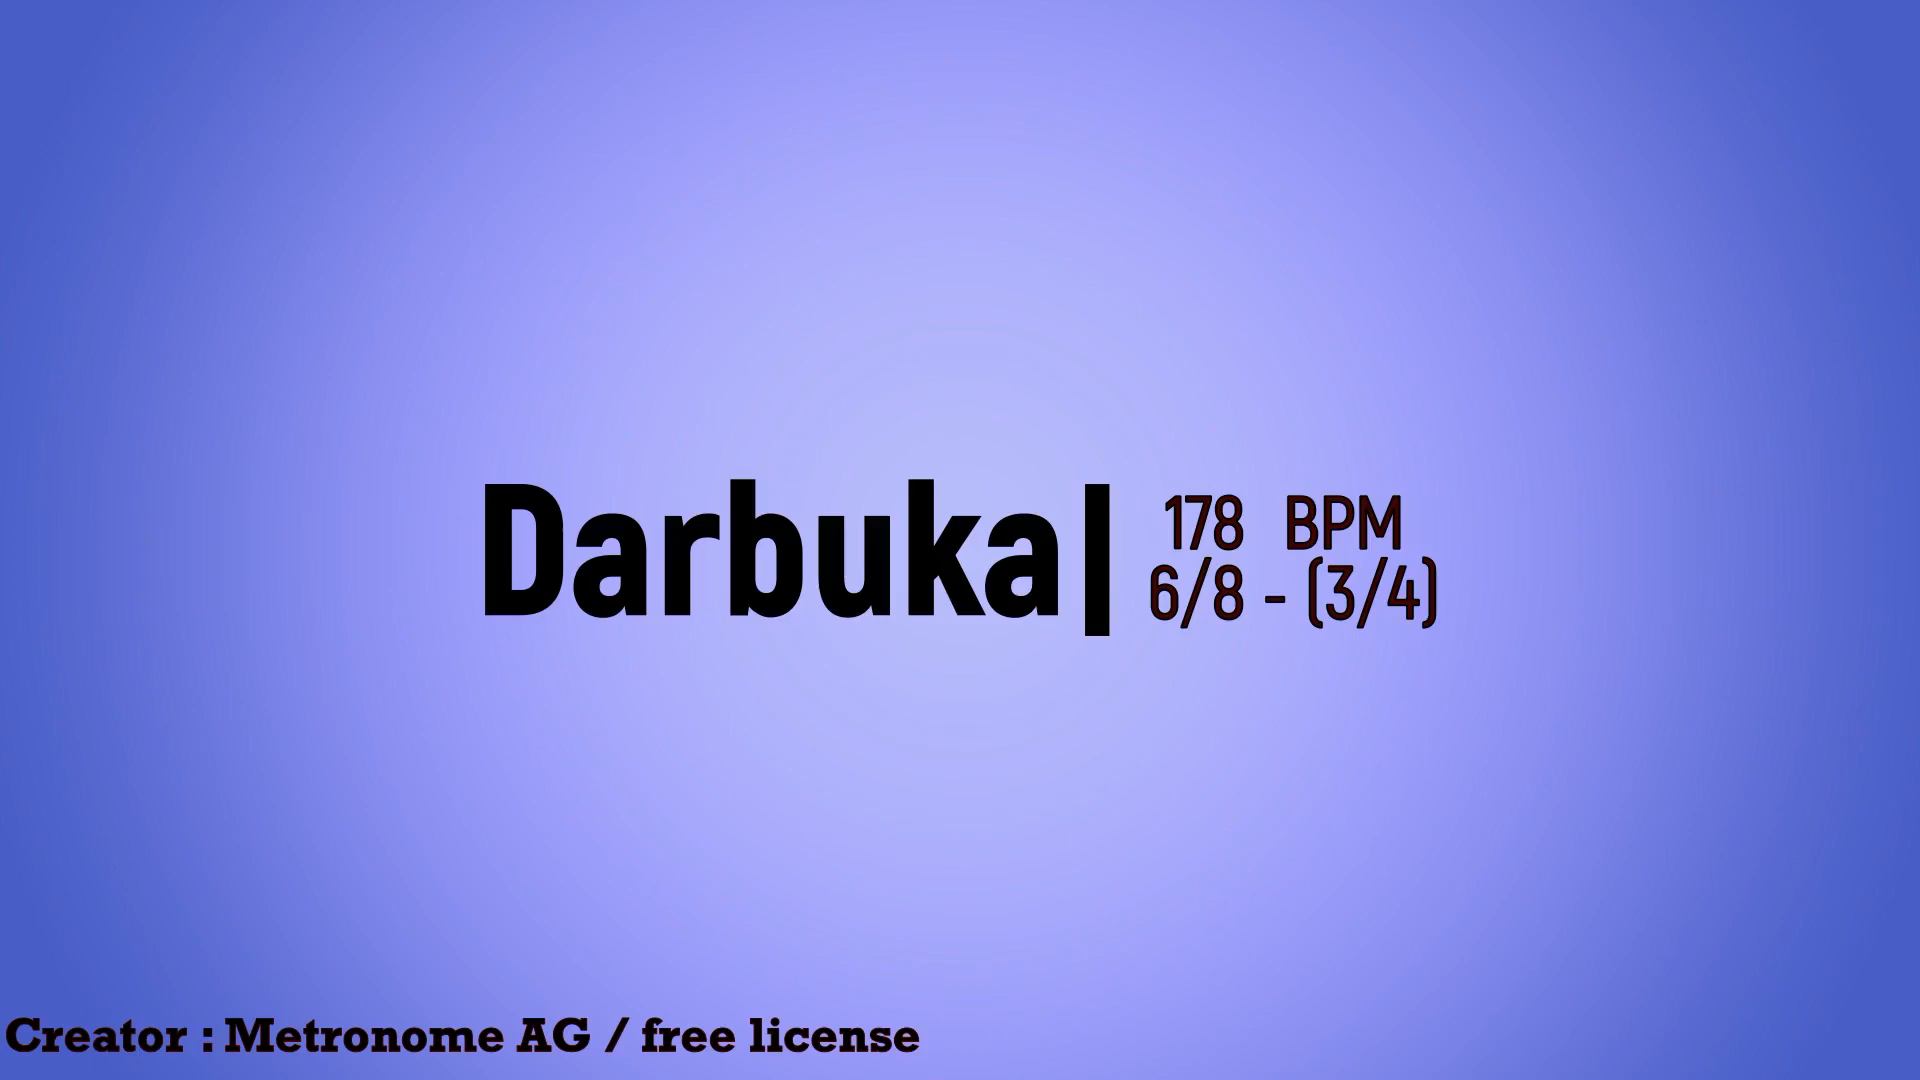 Darbuka
178 BPM
6/8 - (3/4)
Creator : Metronome AG / free license